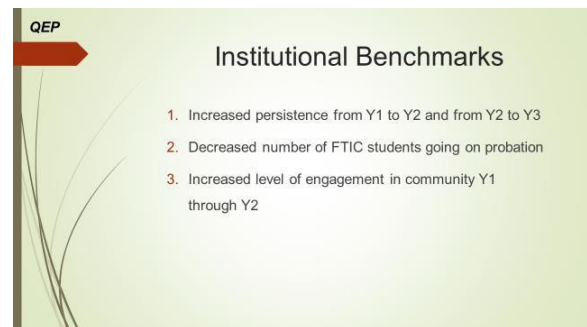 QEP
Institutional Benchmarks
1. Increased persistence from Y1 to Y2 and from Y2 to Y3
2. Decreased number of FTIC students going on probation
3. Increased level of engagement in community Y1
through Y2